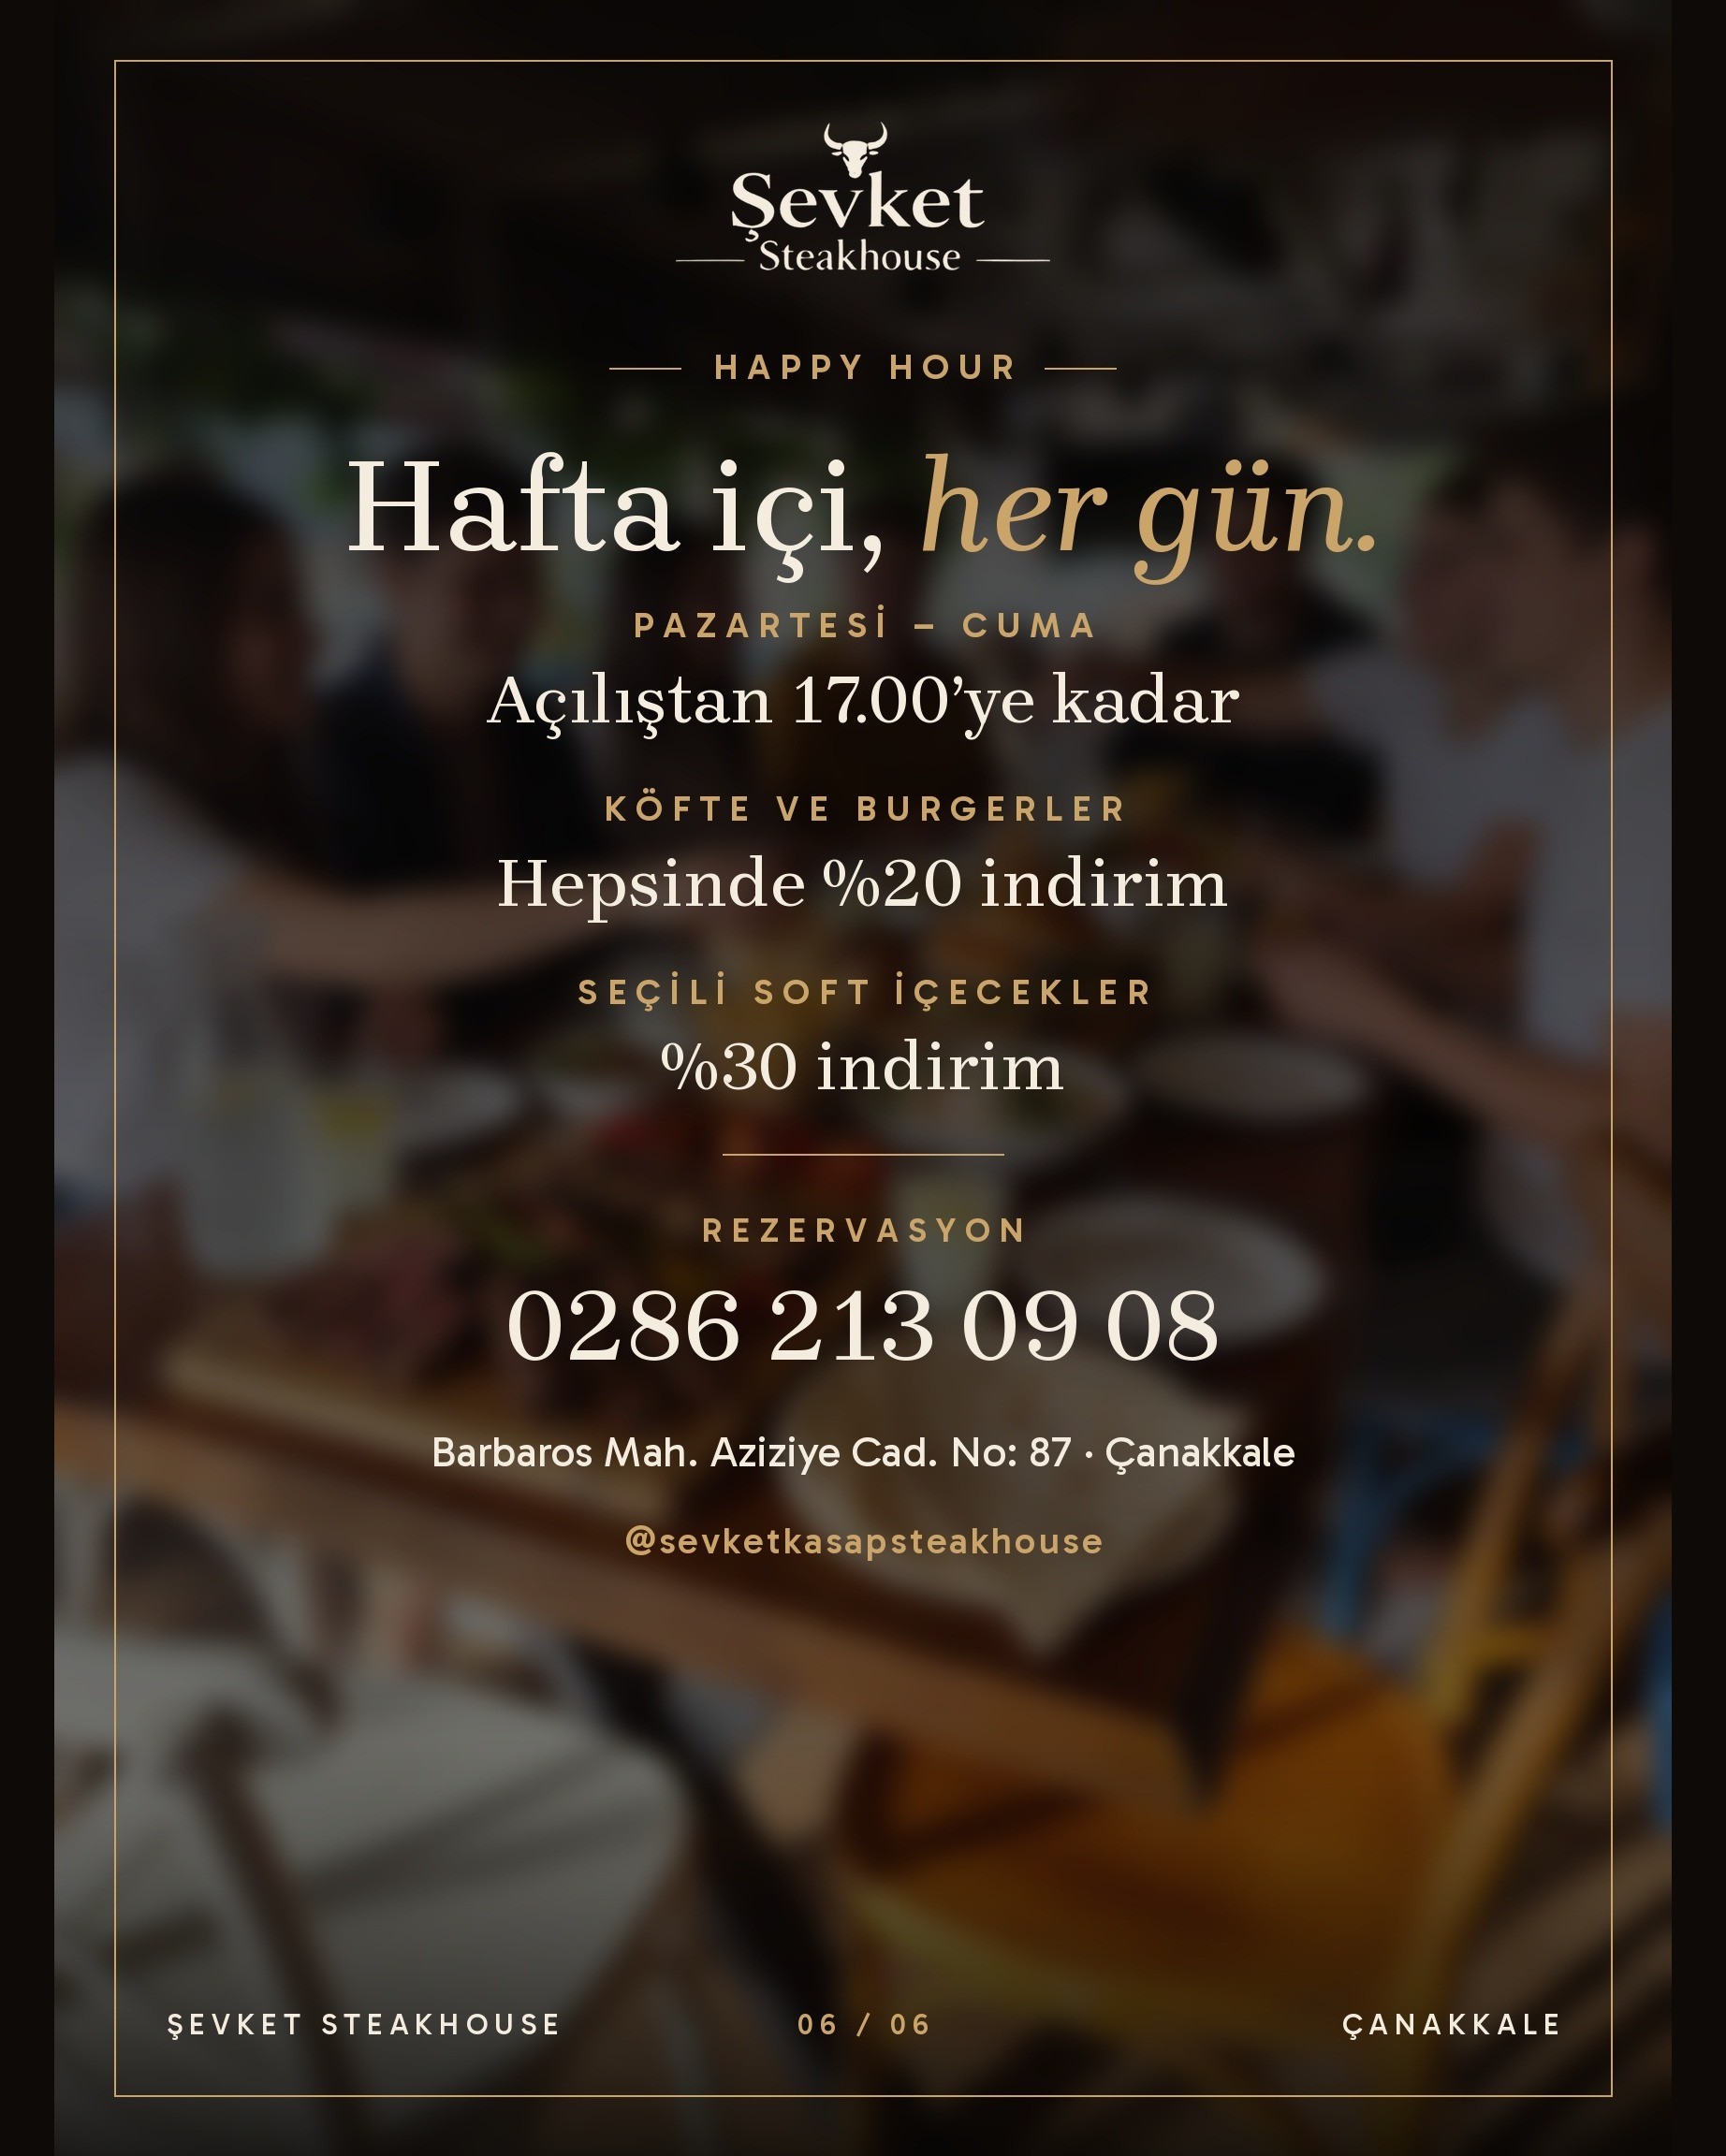 Şevket
Steakhouse
HAPPY HOUR
Hafta içi, her gün.
PAZARTESİ – CUMA
Açılıştan 17.00’ye kadar
KÖFTE VE BURGERLER
Hepsinde %20 indirim
SEÇİLİ SOFT İÇECEKLER
%30 indirim
REZERVASYON
0286 213 09 08
Barbaros Mah. Aziziye Cad. No: 87 · Çanakkale
@sevketkasapsteakhouse
ŞEVKET STEAKHOUSE 06 / 06 ÇANAKKALE